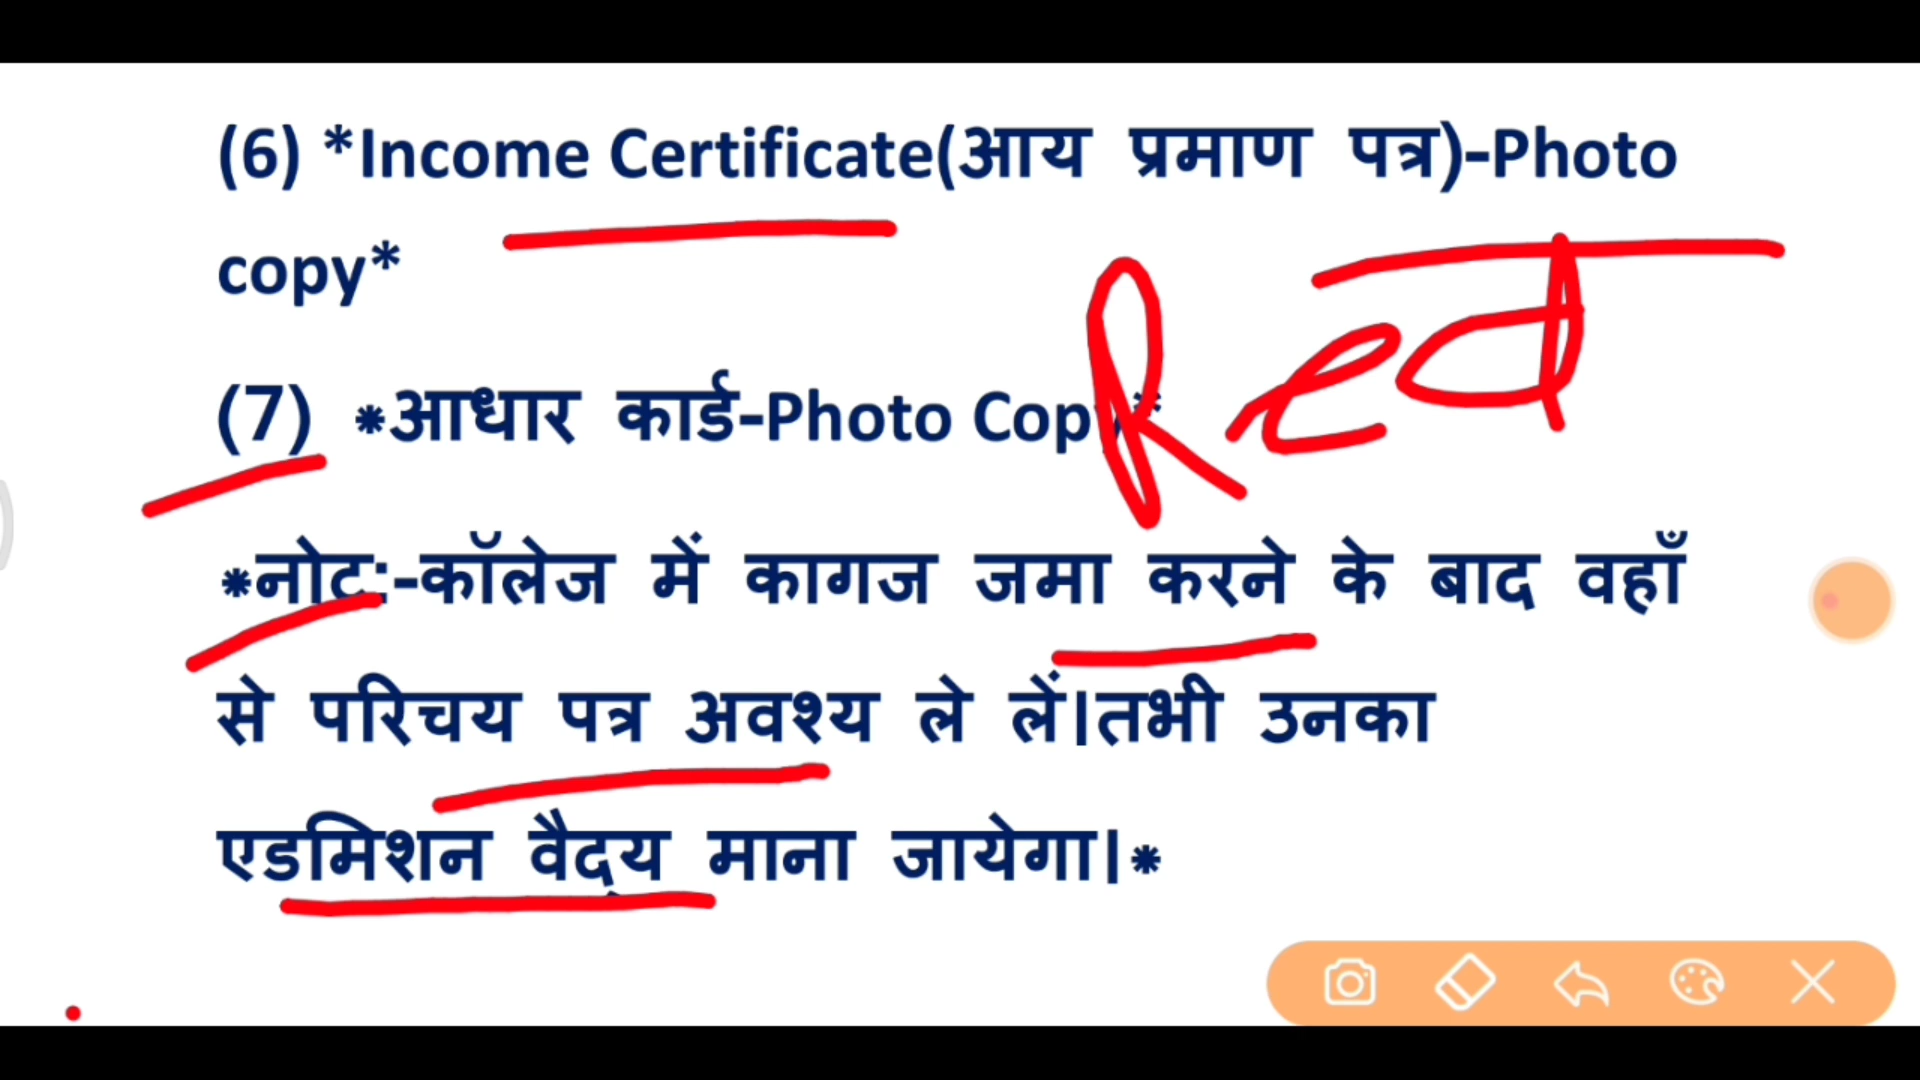 (6) *Income Certificate(आय प्रमाण पत्र)-Photo
copy*
Red
(7) *आधार कार्ड-Photo Copy*
*नोट:-कॉलेज में कागज जमा करने के बाद वहाँ
से परिचय पत्र अवश्य ले लें।तभी उनका
एडमिशन वैद्य माना जायेगा।*